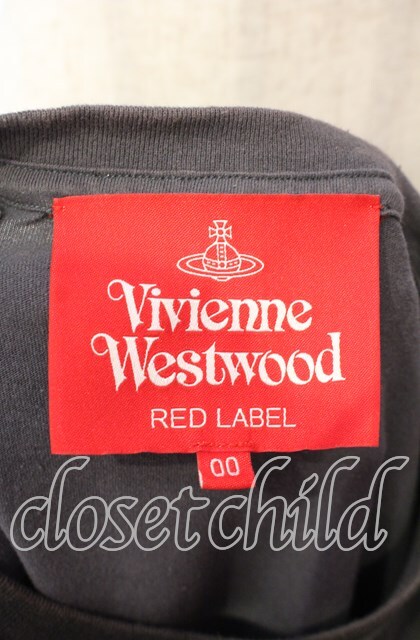 Vivienne
Westwood
RED LABEL
00
closet child